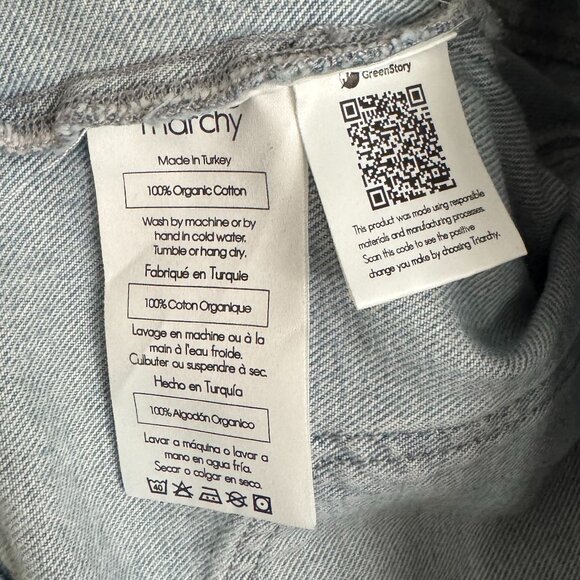 Triarchy
Made in Turkey
100% Organic Cotton
Wash by machine or by
hand in cold water.
Tumble or hang dry.
Fabriqué en Turquie
100% Coton Organique
Lavage en machine ou à la
main à l'eau froide.
Culbuter ou suspendre à sec.
Hecho en Turquía
100% Algodón Organico
Lavar a máquina o lavar a
mano en agua fría.
Secar o colgar en seco.
40
GreenStory
This product was made using responsible
materials and manufacturing processes.
Scan this code to see the positive
change you make by choosing Triarchy.